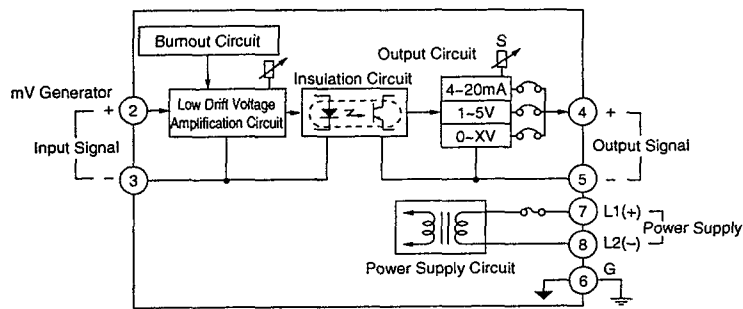 Burnout Circuit
Output Circuit
S
mV Generator
Insulation Circuit
+ 2
Low Drift Voltage
Amplification Circuit
4~20mA
1~5V
0~XV
4 +
Input Signal
Output Signal
− 3
5 −
7 L1(+)
Power Supply
8 L2(−)
Power Supply Circuit
6 G